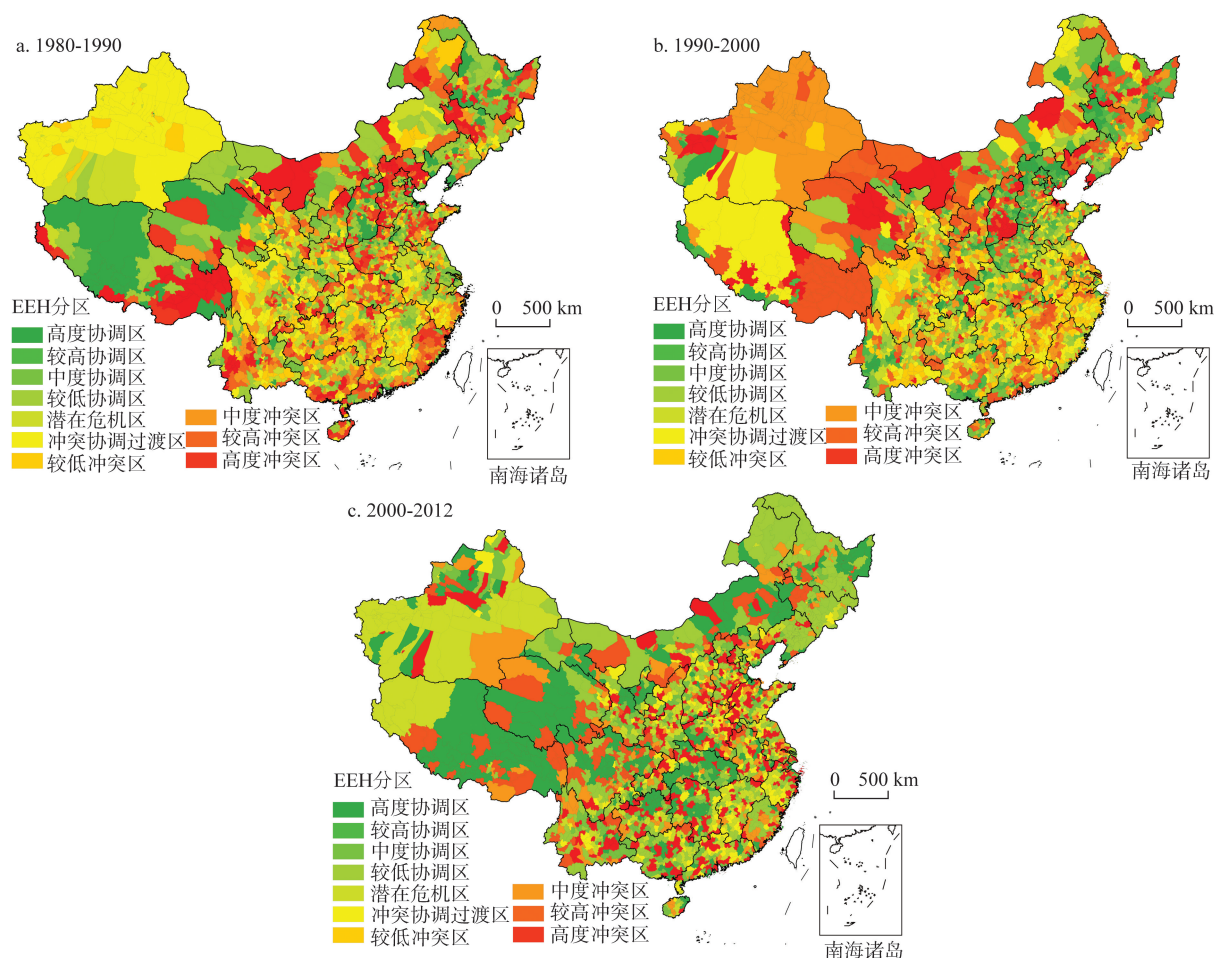 a. 1980-1990
EEH分区
高度协调区
较高协调区
中度协调区
较低协调区
潜在危机区
冲突协调过渡区
较低冲突区
中度冲突区
较高冲突区
高度冲突区
0 500 km
南海诸岛
b. 1990-2000
EEH分区
高度协调区
较高协调区
中度协调区
较低协调区
潜在危机区
冲突协调过渡区
较低冲突区
中度冲突区
较高冲突区
高度冲突区
0 500 km
南海诸岛
c. 2000-2012
EEH分区
高度协调区
较高协调区
中度协调区
较低协调区
潜在危机区
冲突协调过渡区
较低冲突区
中度冲突区
较高冲突区
高度冲突区
0 500 km
南海诸岛